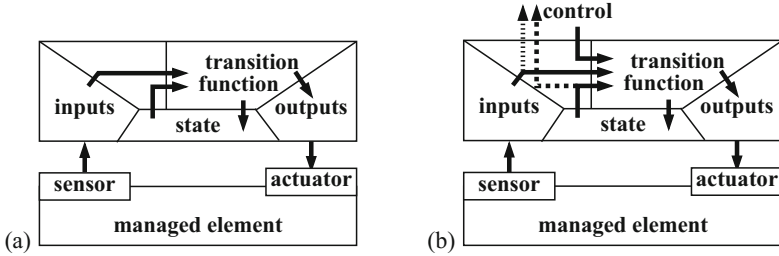 transition
function
inputs
outputs
state
sensor
actuator
managed element
(a)
control
transition
function
inputs
outputs
state
sensor
actuator
managed element
(b)